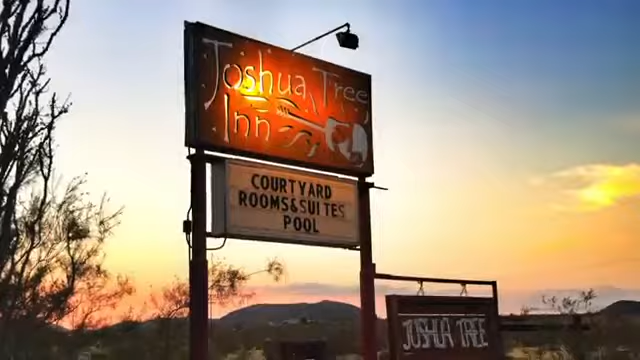 Joshua Tree
Inn
COURTYARD
ROOMS&SUITES
POOL
JOSHUA TREE